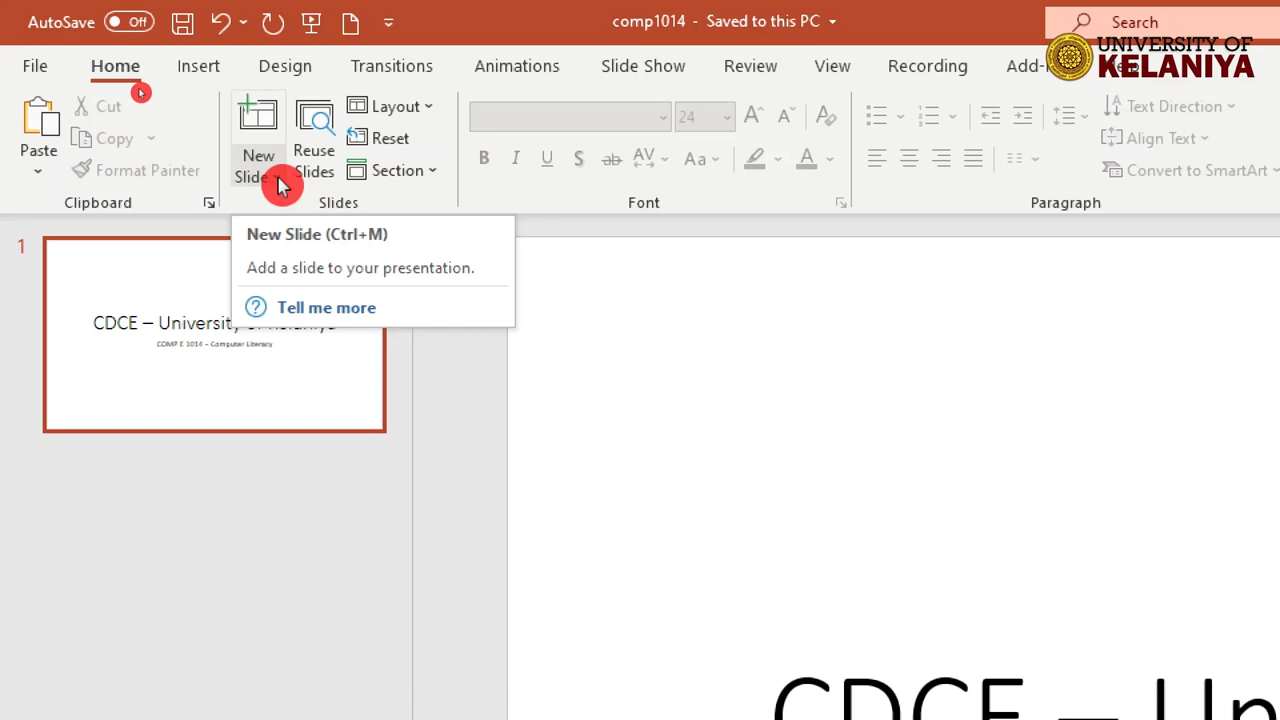 AutoSave Off comp1014 - Saved to this PC Search
UNIVERSITY OF
KELANIYA
File Home Insert Design Transitions Animations Slide Show Review View Recording Add-
Paste
Cut
Copy
Format Painter
Clipboard
New
Slide
Reuse
Slides
Layout
Reset
Section
Slides
24
B I U S ab AV Aa A
Font
Text Direction
Align Text
Convert to SmartArt
Paragraph
New Slide (Ctrl+M)
Add a slide to your presentation.
? Tell me more
1
CDCE – University of Kelaniya
COMP E 1014 – Computer Literacy
CDCE – Un